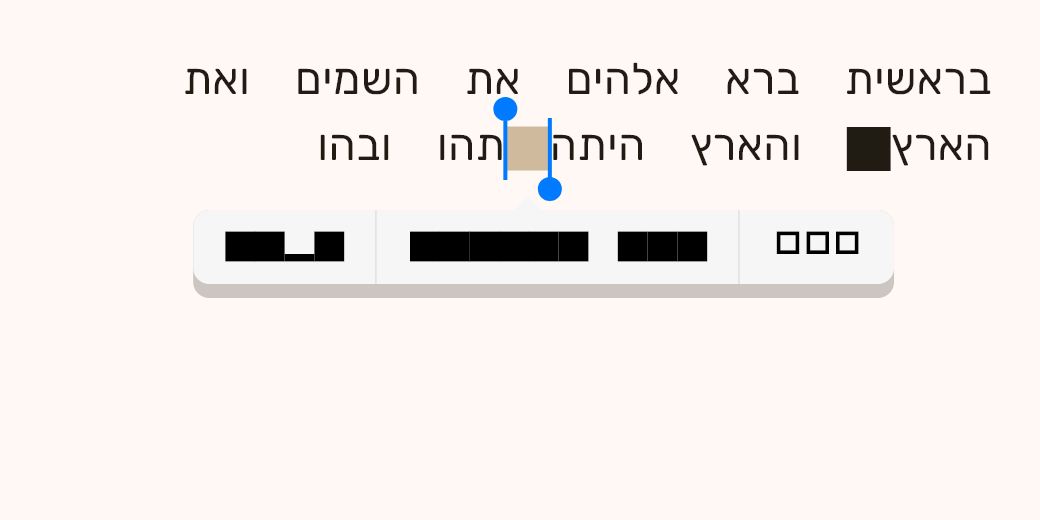 בראשית ברא אלהים את השמים ואת
הארץ והארץ היתה תהו ובהו